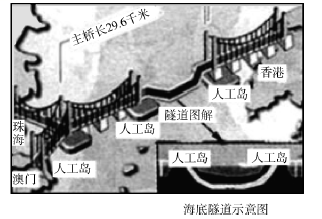 主桥长29.6千米
香港
人工岛
隧道图解
人工岛
珠海
人工岛
澳门
人工岛
人工岛
海底隧道示意图